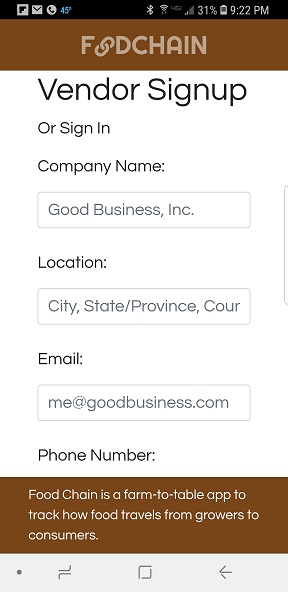 45°
31% 9:22 PM
FOODCHAIN
Vendor Signup
Or Sign In
Company Name:
Good Business, Inc.
Location:
City, State/Province, Cour
Email:
me@goodbusiness.com
Phone Number:
Food Chain is a farm-to-table app to
track how food travels from growers to
consumers.